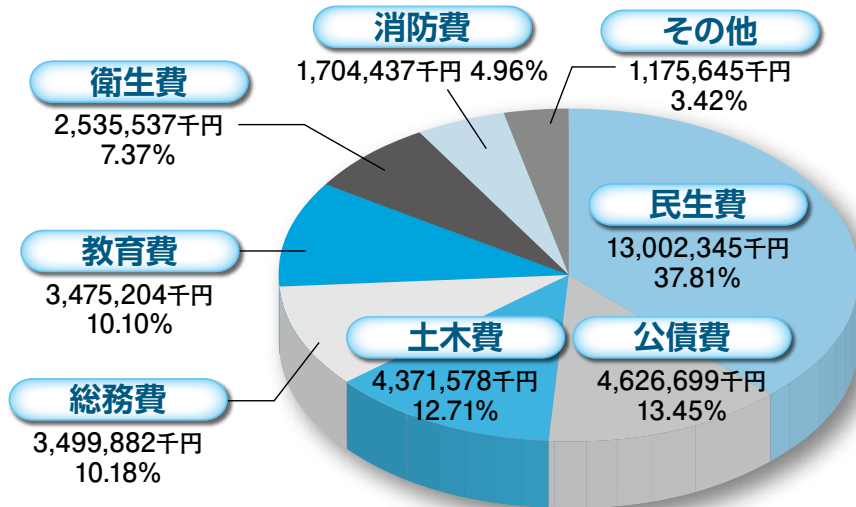 消防費
1,704,437千円 4.96%
その他
1,175,645千円
3.42%
衛生費
2,535,537千円
7.37%
民生費
13,002,345千円
37.81%
教育費
3,475,204千円
10.10%
土木費
4,371,578千円
12.71%
公債費
4,626,699千円
13.45%
総務費
3,499,882千円
10.18%